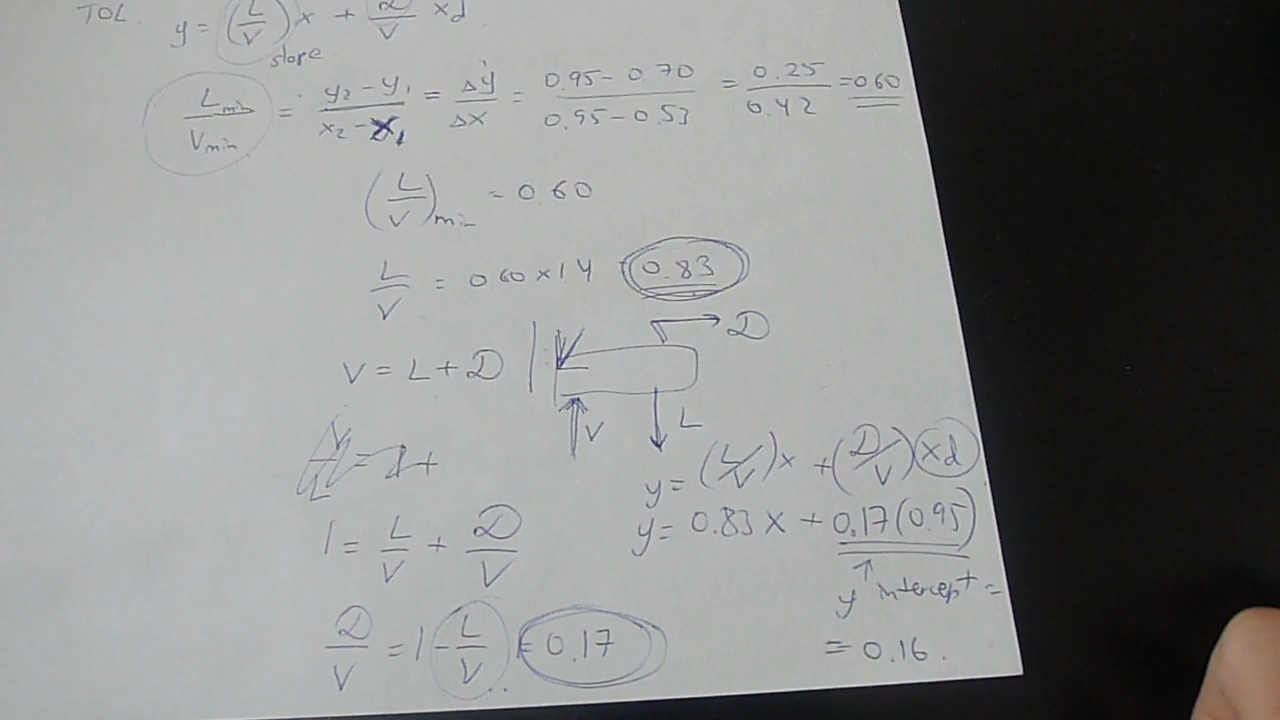 TOL.
y = (L/V)x + D/V xd
slope
Lmin/Vmin = y2 - y1/x2 - x1 = Δy/Δx = 0.95 - 0.70/0.95 - 0.53 = 0.25/0.42 = 0.60
(L/V)min = 0.60
L/V = 0.60 × 1.4 = 0.83
D
V = L + D
V
L
y = (L/V)x + (D/V)xd
y = 0.83x + 0.17(0.95)
1 = L/V + D/V
y intercept =
= 0.16.
D/V = 1 - L/V = 0.17